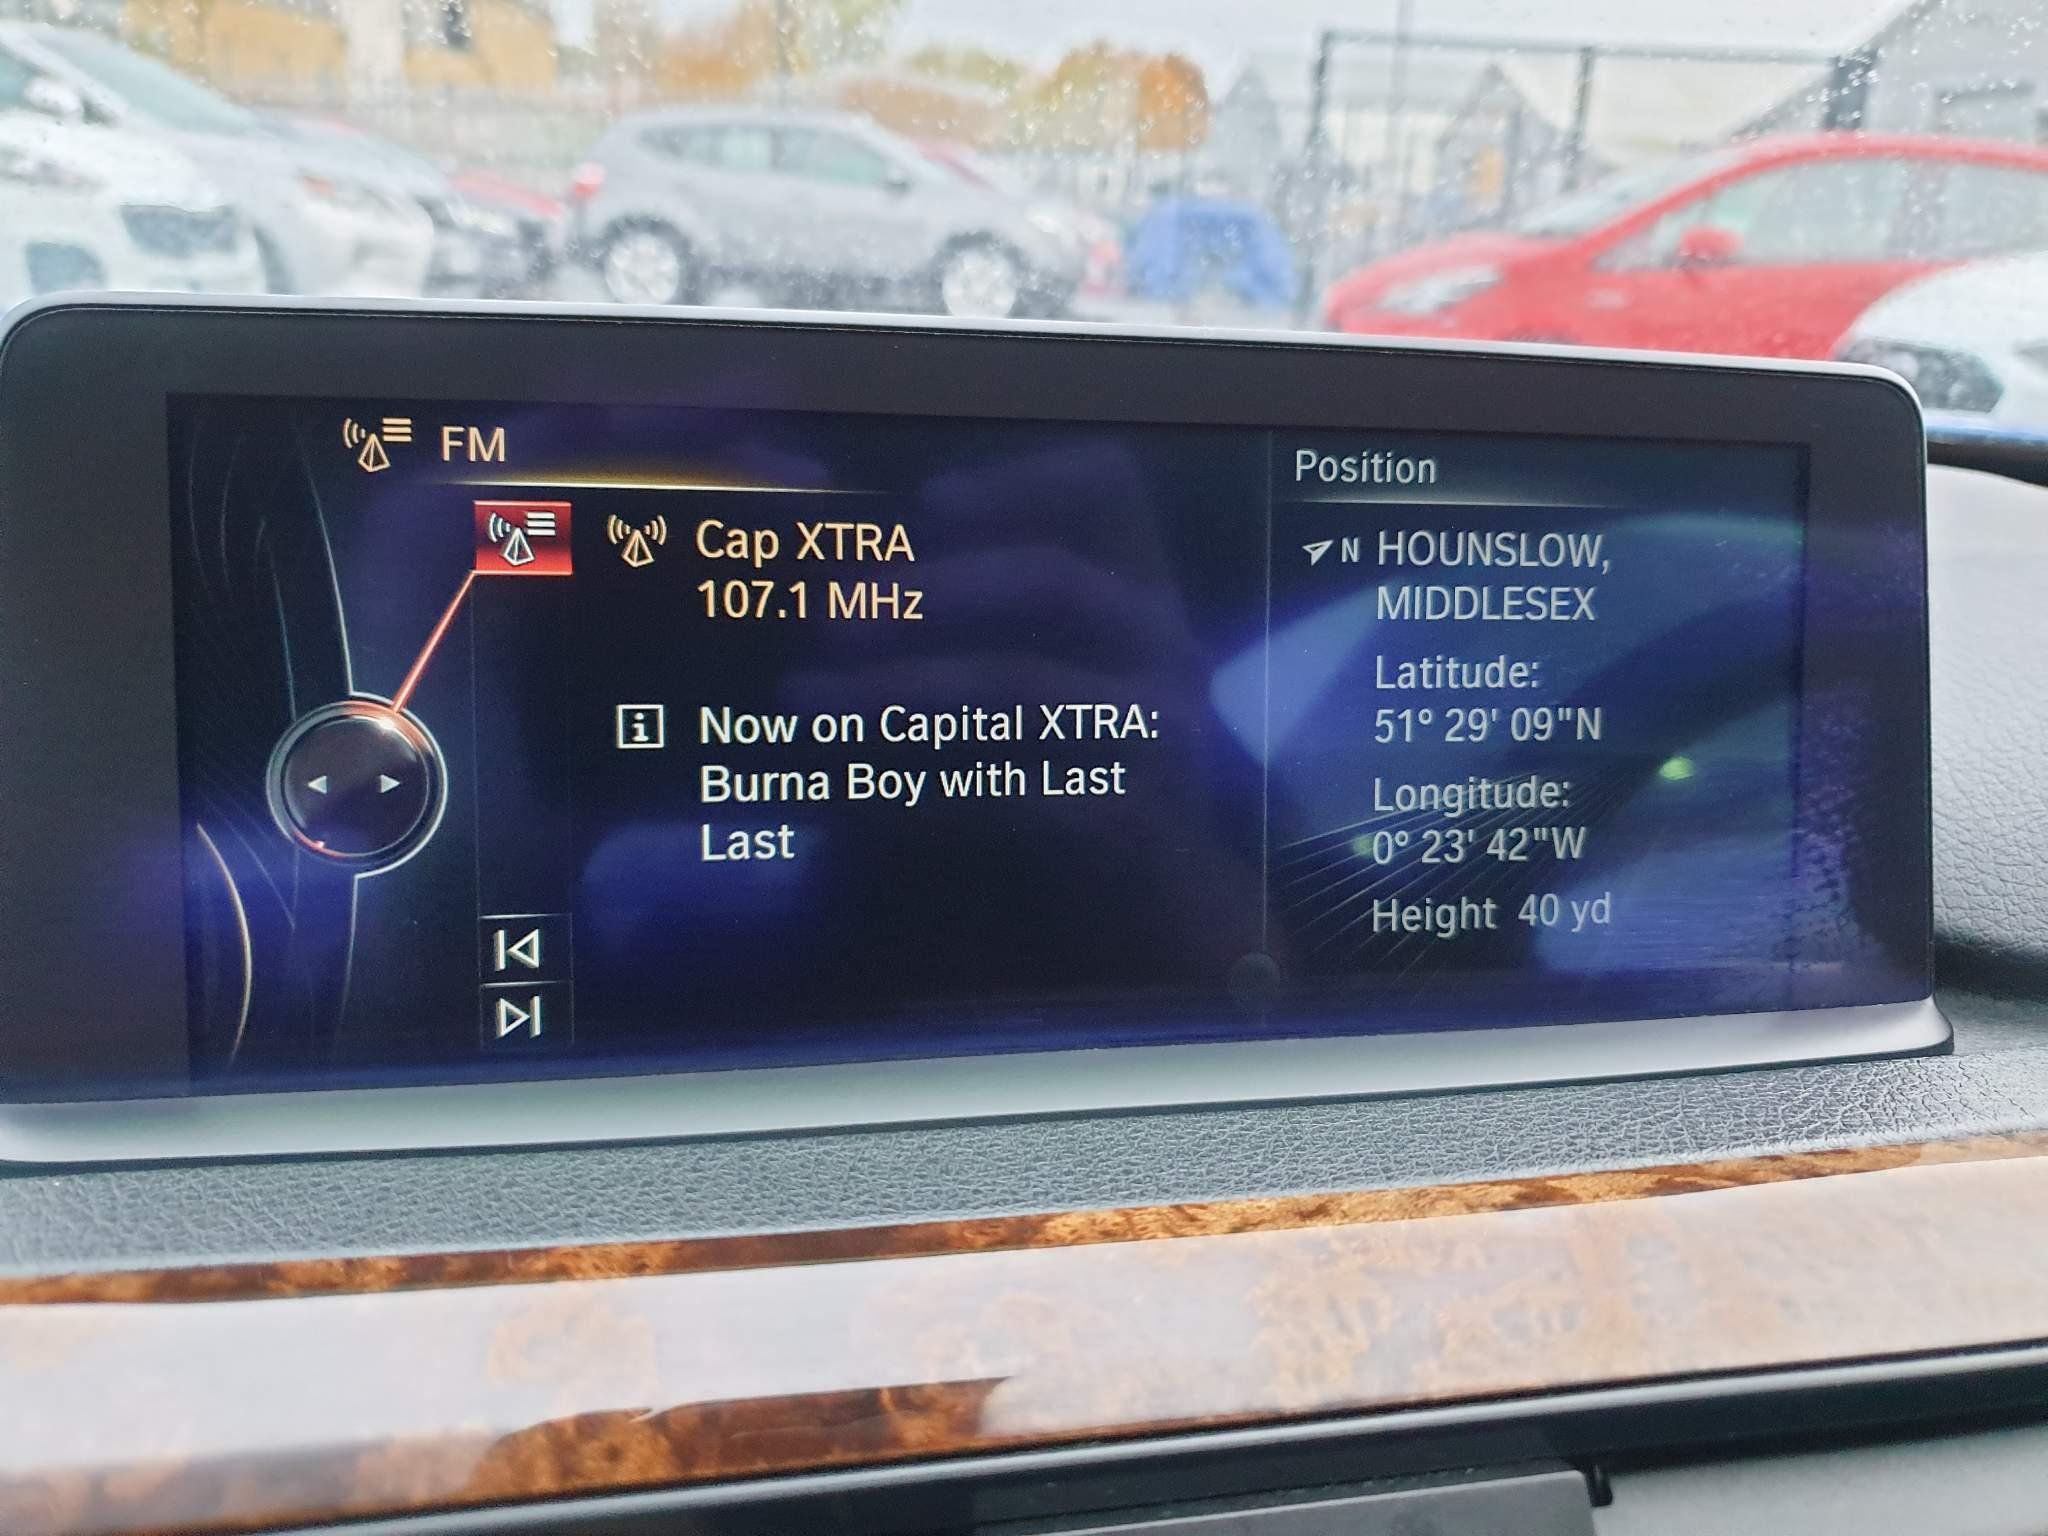 FM
Cap XTRA
107.1 MHz
Now on Capital XTRA:
Burna Boy with Last
Last
Position
N HOUNSLOW,
MIDDLESEX
Latitude:
51° 29' 09"N
Longitude:
0° 23' 42"W
Height 40 yd